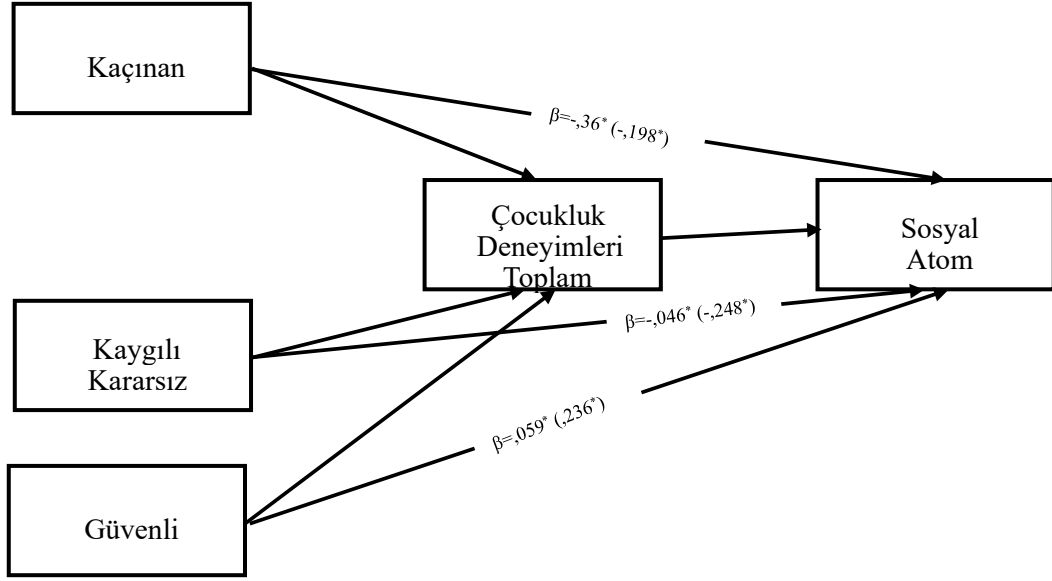 Kaçınan
β=-,36* (-,198*)
Çocukluk
Deneyimleri
Toplam
Sosyal
Atom
Kaygılı
Kararsız
β=-,046* (-,248*)
β=,059* (,236*)
Güvenli